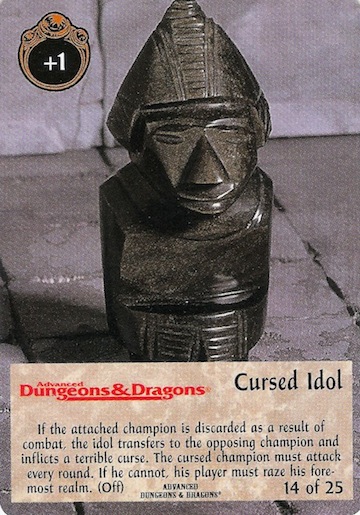 +1
Advanced
Dungeons & Dragons®
Cursed Idol
If the attached champion is discarded as a result of
combat, the idol transfers to the opposing champion and
inflicts a terrible curse. The cursed champion must attack
every round. If he cannot, his player must raze his fore-
most realm. (Off)
ADVANCED
DUNGEONS & DRAGONS®
14 of 25